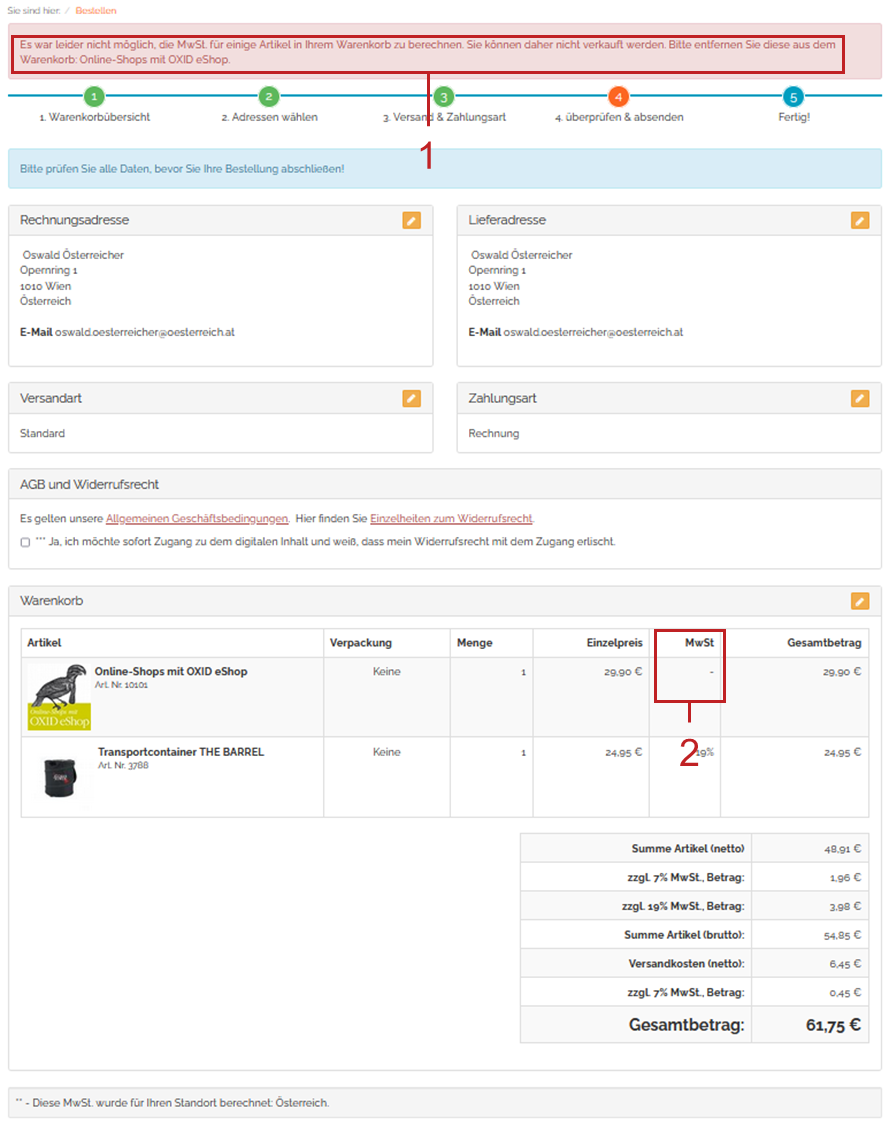 Sie sind hier: / Bestellen
Es war leider nicht möglich, die MwSt. für einige Artikel in Ihrem Warenkorb zu berechnen. Sie können daher nicht verkauft werden. Bitte entfernen Sie diese aus dem
Warenkorb: Online-Shops mit OXID eShop.
1 2 3 4 5
1. Warenkorbübersicht 2. Adressen wählen 3. Versand & Zahlungsart 4. überprüfen & absenden Fertig!
1
Bitte prüfen Sie alle Daten, bevor Sie Ihre Bestellung abschließen!
Rechnungsadresse
Oswald Österreicher
Opernring 1
1010 Wien
Österreich
E-Mail oswald.oesterreicher@oesterreich.at
Lieferadresse
Oswald Österreicher
Opernring 1
1010 Wien
Österreich
E-Mail oswald.oesterreicher@oesterreich.at
Versandart
Standard
Zahlungsart
Rechnung
AGB und Widerrufsrecht
Es gelten unsere Allgemeinen Geschäftsbedingungen. Hier finden Sie Einzelheiten zum Widerrufsrecht.
*** Ja, ich möchte sofort Zugang zu dem digitalen Inhalt und weiß, dass mein Widerrufsrecht mit dem Zugang erlischt.
Warenkorb
Artikel Verpackung Menge Einzelpreis MwSt Gesamtbetrag
Online-Shops mit OXID eShop Keine 1 29,90 € - 29,90 €
Art. Nr. 10101
Online-Shops mit
OXID eShop
Transportcontainer THE BARREL Keine 1 24,95 € 19% 24,95 €
Art. Nr. 3788
2
Summe Artikel (netto) 48,91 €
zzgl. 7% MwSt., Betrag: 1,96 €
zzgl. 19% MwSt., Betrag: 3,98 €
Summe Artikel (brutto): 54,85 €
Versandkosten (netto): 6,45 €
zzgl. 7% MwSt., Betrag: 0,45 €
Gesamtbetrag: 61,75 €
** - Diese MwSt. wurde für Ihren Standort berechnet: Österreich.